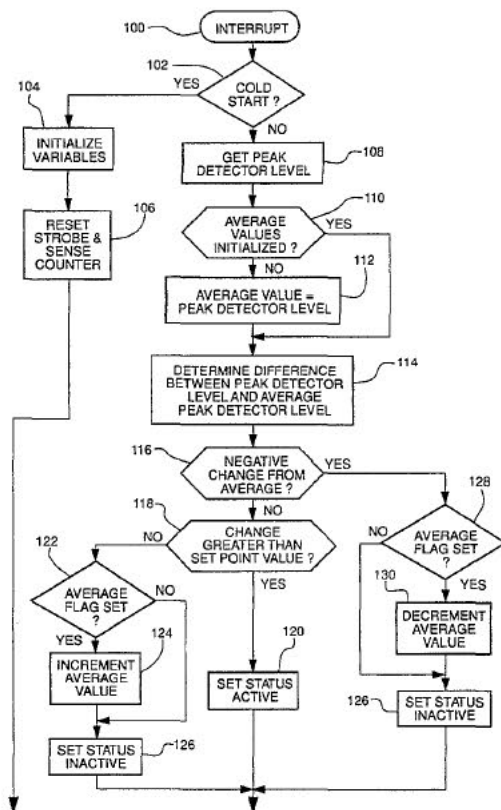 100
INTERRUPT
102
COLD
START ?
YES
NO
104
INITIALIZE
VARIABLES
106
RESET
STROBE &
SENSE
COUNTER
GET PEAK
DETECTOR LEVEL
108
110
AVERAGE
VALUES
INITIALIZED ?
YES
NO
112
AVERAGE VALUE =
PEAK DETECTOR LEVEL
DETERMINE DIFFERENCE
BETWEEN PEAK DETECTOR
LEVEL AND AVERAGE
PEAK DETECTOR LEVEL
114
116
NEGATIVE
CHANGE FROM
AVERAGE ?
YES
NO
118
CHANGE
GREATER THAN
SET POINT VALUE ?
NO
YES
122
AVERAGE
FLAG SET
?
NO
YES
124
INCREMENT
AVERAGE
VALUE
SET STATUS
INACTIVE
126
120
SET STATUS
ACTIVE
128
AVERAGE
FLAG SET
?
NO
YES
130
DECREMENT
AVERAGE
VALUE
126
SET STATUS
INACTIVE